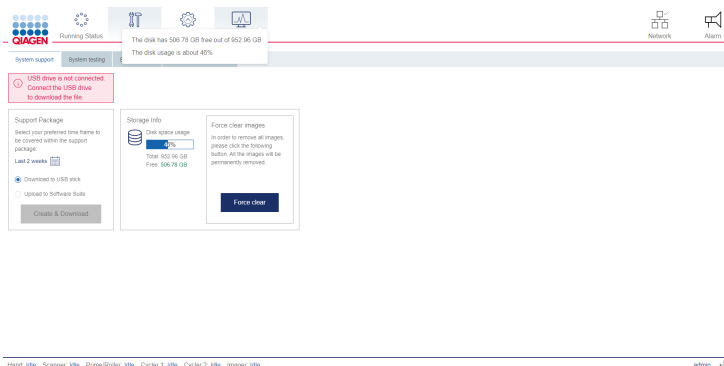 QIAGEN
Running Status
Network
Alarm
The disk has 506.78 GB free out of 952.96 GB
The disk usage is about 46%
System support
System testing
USB drive is not connected.
Connect the USB drive
to download the file.
Support Package
Select your preferred time frame to
be covered within the support
package:
Last 2 weeks
Download to USB stick
Upload to Software Suite
Create & Download
Storage Info
Disk space usage
46%
Total: 952.96 GB
Free: 506.78 GB
Force clear images
In order to remove all images,
please click the following
button. All the images will be
permanently removed.
Force clear
Hand: Idle Scanner: Idle Prime/Roller: Idle Cycler 1: Idle Cycler 2: Idle Imager: Idle
admin